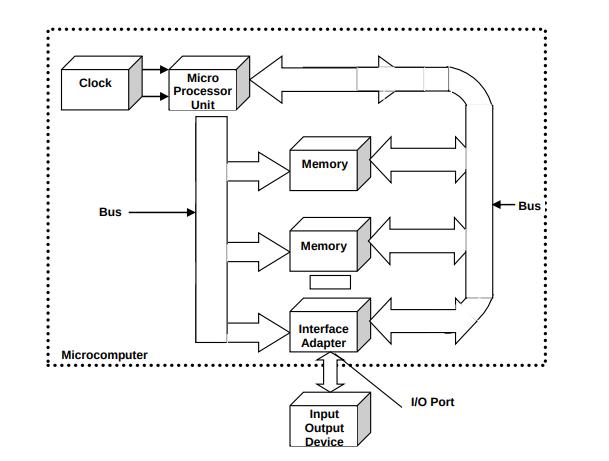 Clock
Micro
Processor
Unit
Memory
Bus
Bus
Memory
Interface
Adapter
Microcomputer
I/O Port
Input
Output
Device